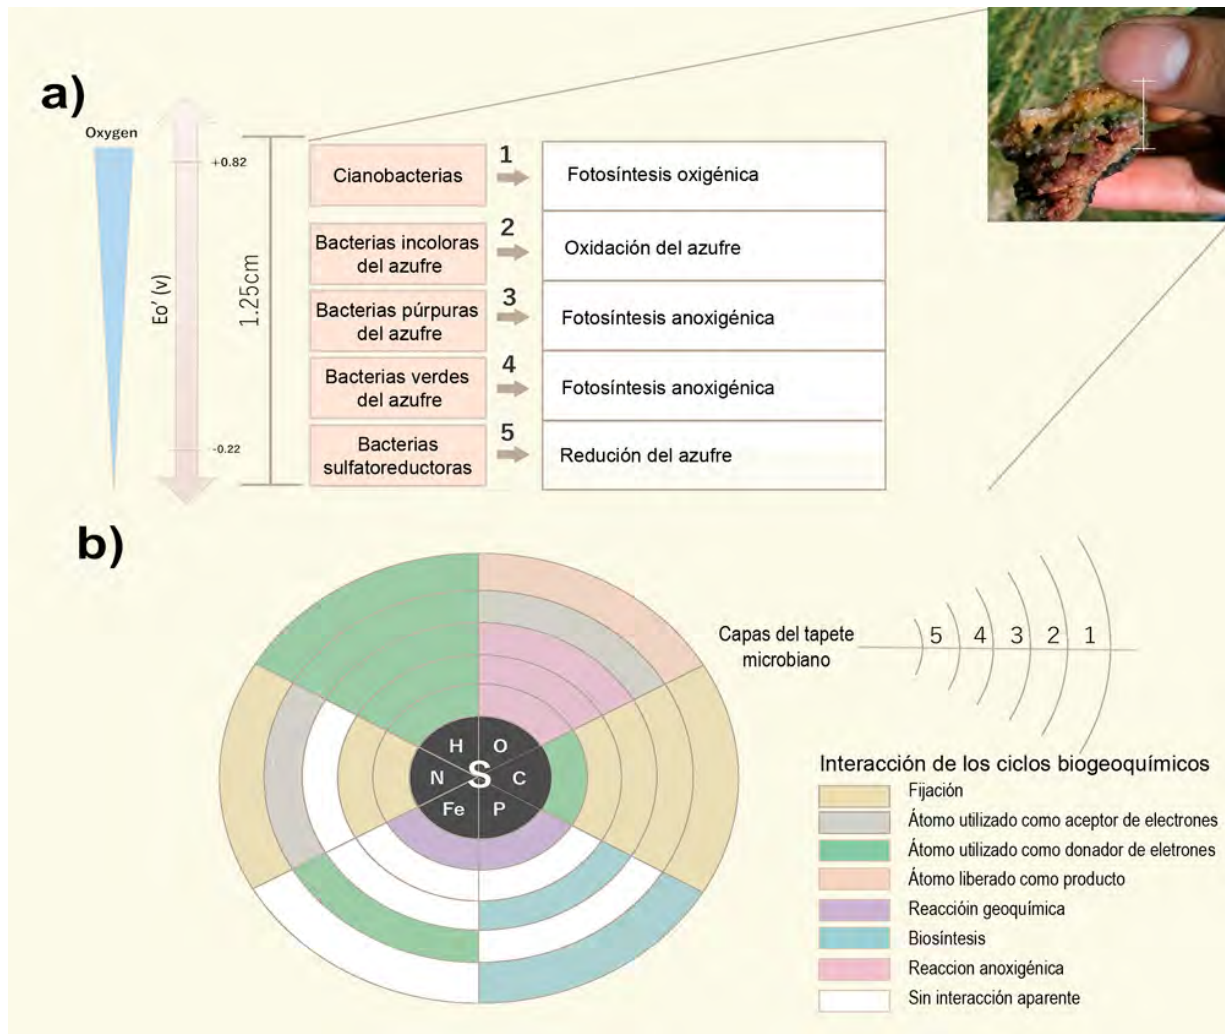 a)
Oxygen
+0.82
Eo' (v)
-0.22
1.25cm
Cianobacterias
1
Fotosíntesis oxigénica
Bacterias incoloras
del azufre
2
Oxidación del azufre
Bacterias púrpuras
del azufre
3
Fotosíntesis anoxigénica
Bacterias verdes
del azufre
4
Fotosíntesis anoxigénica
Bacterias
sulfatoreductoras
5
Redución del azufre
b)
H O
N S C
Fe P
Capas del tapete
microbiano
5 4 3 2 1
Interacción de los ciclos biogeoquímicos
Fijación
Átomo utilizado como aceptor de electrones
Átomo utilizado como donador de eletrones
Átomo liberado como producto
Reaccióin geoquímica
Biosíntesis
Reaccion anoxigénica
Sin interacción aparente